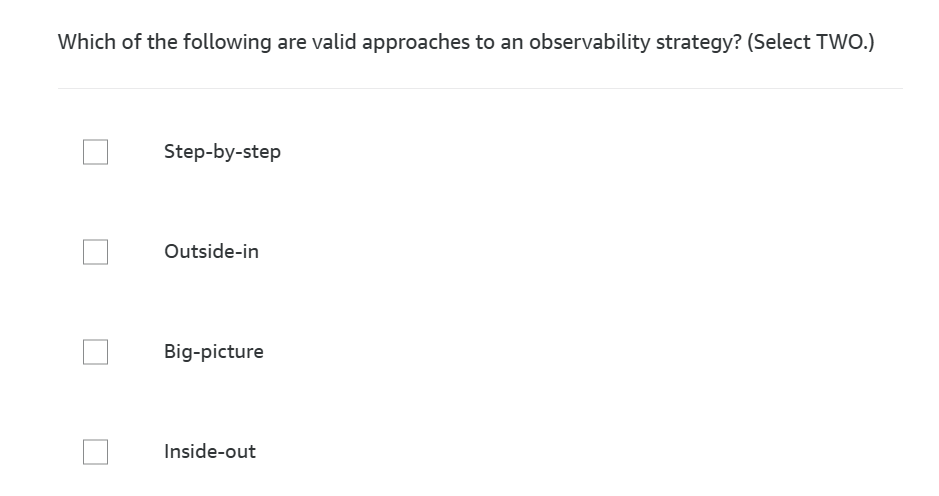 Which of the following are valid approaches to an observability strategy? (Select TWO.)
Step-by-step
Outside-in
Big-picture
Inside-out